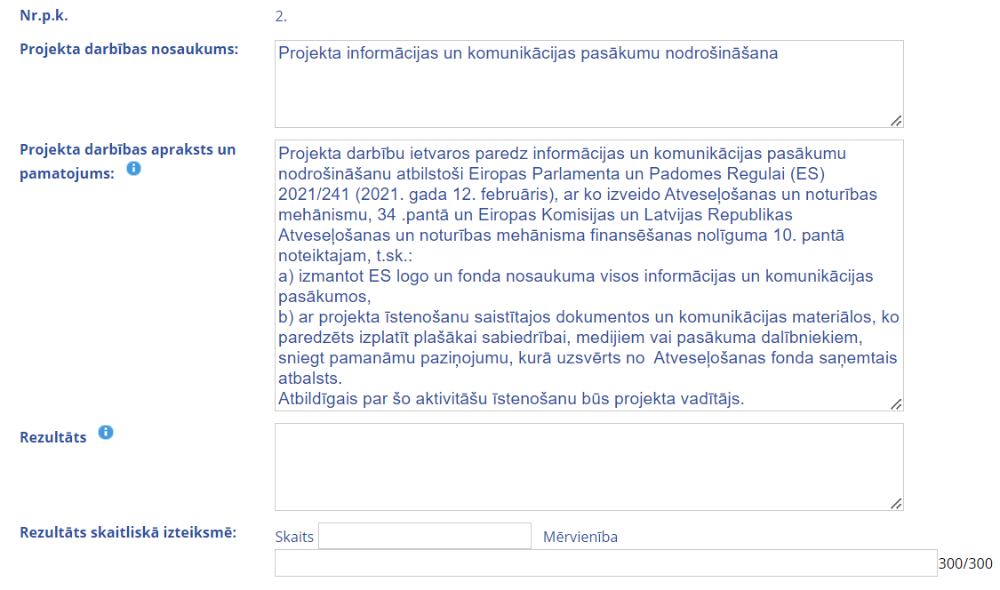 Nr.p.k. 2.
Projekta darbības nosaukums:
Projekta informācijas un komunikācijas pasākumu nodrošināšana
Projekta darbības apraksts un pamatojums:
Projekta darbību ietvaros paredz informācijas un komunikācijas pasākumu
nodrošināšanu atbilstoši Eiropas Parlamenta un Padomes Regulai (ES)
2021/241 (2021. gada 12. februāris), ar ko izveido Atveseļošanas un noturības
mehānismu, 34 .pantā un Eiropas Komisijas un Latvijas Republikas
Atveseļošanas un noturības mehānisma finansēšanas nolīguma 10. pantā
noteiktajam, t.sk.:
a) izmantot ES logo un fonda nosaukuma visos informācijas un komunikācijas
pasākumos,
b) ar projekta īstenošanu saistītajos dokumentos un komunikācijas materiālos, ko
paredzēts izplatīt plašākai sabiedrībai, medijiem vai pasākuma dalībniekiem,
sniegt pamanāmu paziņojumu, kurā uzsvērts no  Atveseļošanas fonda saņemtais
atbalsts.
Atbildīgais par šo aktivitāšu īstenošanu būs projekta vadītājs.
Rezultāts
Rezultāts skaitliskā izteiksmē:
Skaits Mērvienība
300/300